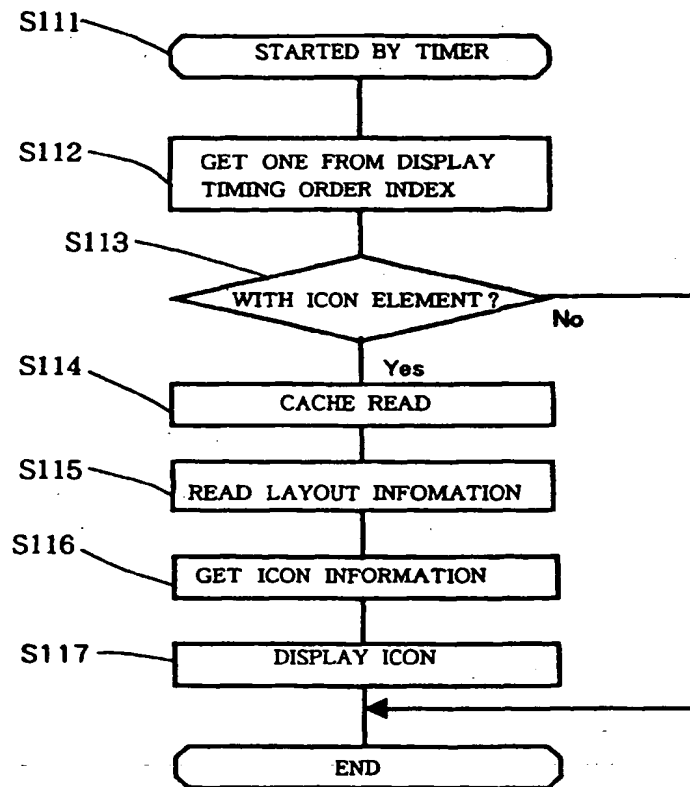 S111
STARTED BY TIMER
S112
GET ONE FROM DISPLAY
TIMING ORDER INDEX
S113
WITH ICON ELEMENT?
No
Yes
S114
CACHE READ
S115
READ LAYOUT INFOMATION
S116
GET ICON INFORMATION
S117
DISPLAY ICON
END